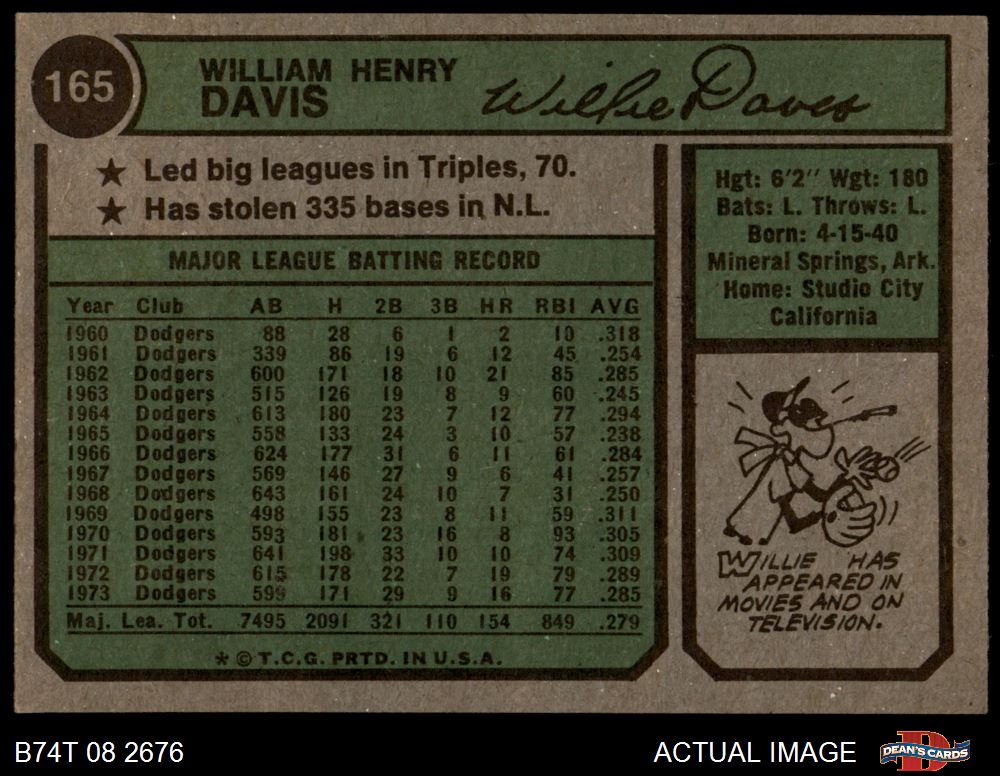 165
WILLIAM HENRY
DAVIS
Willie Davis
★ Led big leagues in Triples, 70.
★ Has stolen 335 bases in N.L.
MAJOR LEAGUE BATTING RECORD
Year Club AB H 2B 3B HR RBI AVG
1960 Dodgers 88 28 6 1 2 10 .318
1961 Dodgers 339 86 19 6 12 45 .254
1962 Dodgers 600 171 18 10 21 85 .285
1963 Dodgers 515 126 19 8 9 60 .245
1964 Dodgers 613 180 23 7 12 77 .294
1965 Dodgers 558 133 24 3 10 57 .238
1966 Dodgers 624 177 31 6 11 61 .284
1967 Dodgers 569 146 27 9 6 41 .257
1968 Dodgers 643 161 24 10 7 31 .250
1969 Dodgers 498 155 23 8 11 59 .311
1970 Dodgers 593 181 23 16 8 93 .305
1971 Dodgers 641 198 33 10 10 74 .309
1972 Dodgers 615 178 22 7 19 79 .289
1973 Dodgers 599 171 29 9 16 77 .285
Maj. Lea. Tot. 7495 2091 321 110 154 849 .279
* © T.C.G. PRTD. IN U.S.A.
Hgt: 6'2" Wgt: 180
Bats: L. Throws: L.
Born: 4-15-40
Mineral Springs, Ark.
Home: Studio City
California
WILLIE HAS
APPEARED IN
MOVIES AND ON
TELEVISION.
B74T 08 2676
ACTUAL IMAGE
DEAN'S CARDS